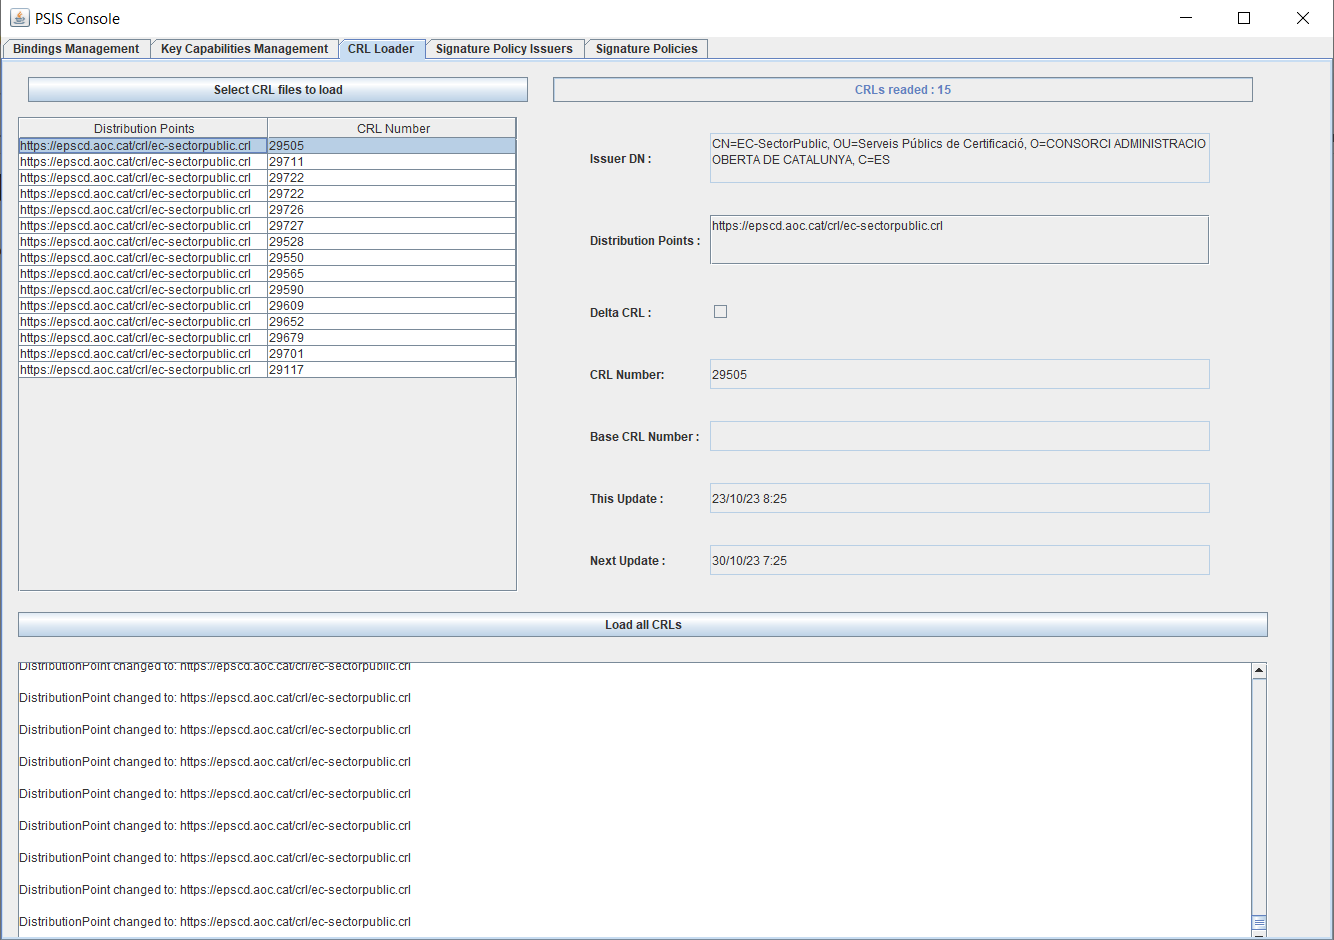 PSIS Console
Bindings Management Key Capabilities Management CRL Loader Signature Policy Issuers Signature Policies
Select CRL files to load
CRLs readed : 15
Distribution Points CRL Number
https://epscd.aoc.cat/crl/ec-sectorpublic.crl 29505
https://epscd.aoc.cat/crl/ec-sectorpublic.crl 29711
https://epscd.aoc.cat/crl/ec-sectorpublic.crl 29722
https://epscd.aoc.cat/crl/ec-sectorpublic.crl 29722
https://epscd.aoc.cat/crl/ec-sectorpublic.crl 29726
https://epscd.aoc.cat/crl/ec-sectorpublic.crl 29727
https://epscd.aoc.cat/crl/ec-sectorpublic.crl 29528
https://epscd.aoc.cat/crl/ec-sectorpublic.crl 29550
https://epscd.aoc.cat/crl/ec-sectorpublic.crl 29565
https://epscd.aoc.cat/crl/ec-sectorpublic.crl 29590
https://epscd.aoc.cat/crl/ec-sectorpublic.crl 29609
https://epscd.aoc.cat/crl/ec-sectorpublic.crl 29652
https://epscd.aoc.cat/crl/ec-sectorpublic.crl 29679
https://epscd.aoc.cat/crl/ec-sectorpublic.crl 29701
https://epscd.aoc.cat/crl/ec-sectorpublic.crl 29117
Issuer DN :
CN=EC-SectorPublic, OU=Serveis Públics de Certificació, O=CONSORCI ADMINISTRACIO
OBERTA DE CATALUNYA, C=ES
Distribution Points :
https://epscd.aoc.cat/crl/ec-sectorpublic.crl
Delta CRL :
CRL Number: 29505
Base CRL Number :
This Update : 23/10/23 8:25
Next Update : 30/10/23 7:25
Load all CRLs
DistributionPoint changed to: https://epscd.aoc.cat/crl/ec-sectorpublic.crl
DistributionPoint changed to: https://epscd.aoc.cat/crl/ec-sectorpublic.crl
DistributionPoint changed to: https://epscd.aoc.cat/crl/ec-sectorpublic.crl
DistributionPoint changed to: https://epscd.aoc.cat/crl/ec-sectorpublic.crl
DistributionPoint changed to: https://epscd.aoc.cat/crl/ec-sectorpublic.crl
DistributionPoint changed to: https://epscd.aoc.cat/crl/ec-sectorpublic.crl
DistributionPoint changed to: https://epscd.aoc.cat/crl/ec-sectorpublic.crl
DistributionPoint changed to: https://epscd.aoc.cat/crl/ec-sectorpublic.crl
DistributionPoint changed to: https://epscd.aoc.cat/crl/ec-sectorpublic.crl